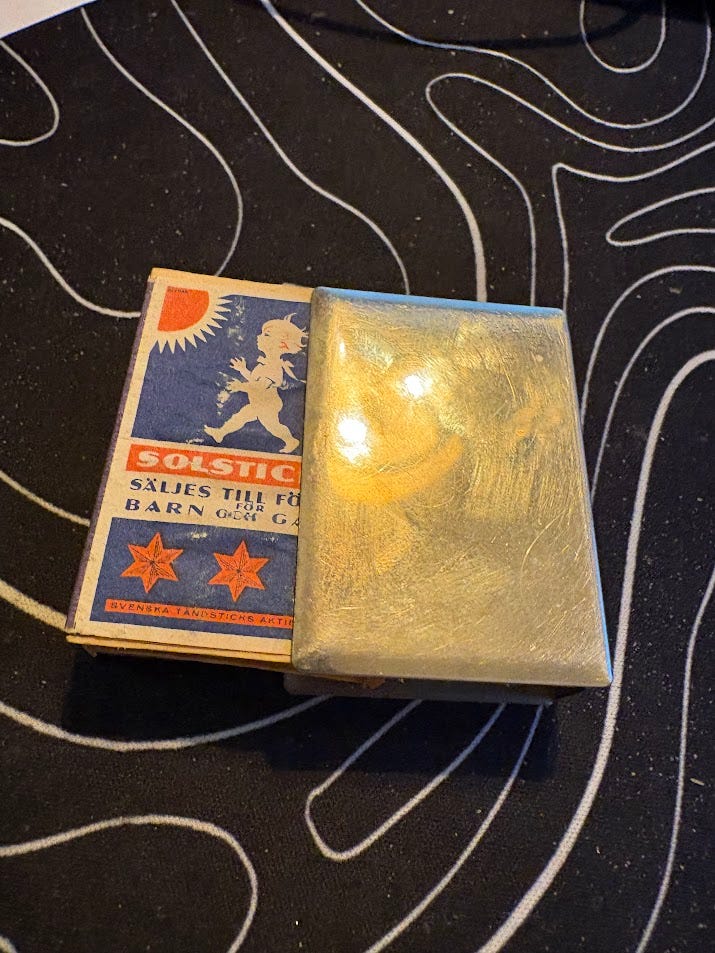 SOLSTIC
SÄLJES TILL FÖ
FÖR
BARN OCH GA
SVENSKA TÄNDSTICKS AKTI